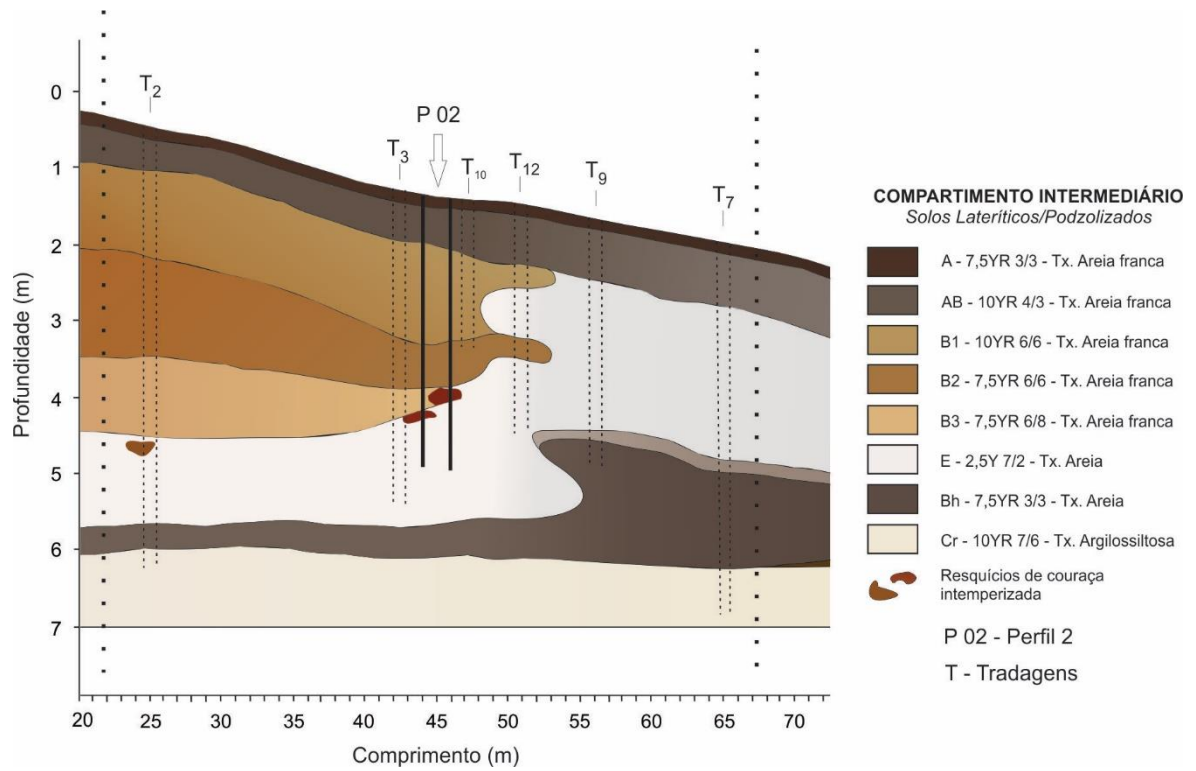 0
1
2
3
4
5
6
7
Profundidade (m)
T2
T3
P 02
T10
T12
T9
T7
20 25 30 35 40 45 50 55 60 65 70
Comprimento (m)
COMPARTIMENTO INTERMEDIÁRIO
Solos Lateríticos/Podzolizados
A - 7,5YR 3/3 - Tx. Areia franca
AB - 10YR 4/3 - Tx. Areia franca
B1 - 10YR 6/6 - Tx. Areia franca
B2 - 7,5YR 6/6 - Tx. Areia franca
B3 - 7,5YR 6/8 - Tx. Areia franca
E - 2,5Y 7/2 - Tx. Areia
Bh - 7,5YR 3/3 - Tx. Areia
Cr - 10YR 7/6 - Tx. Argilossiltosa
Resquícios de couraça
intemperizada
P 02 - Perfil 2
T - Tradagens